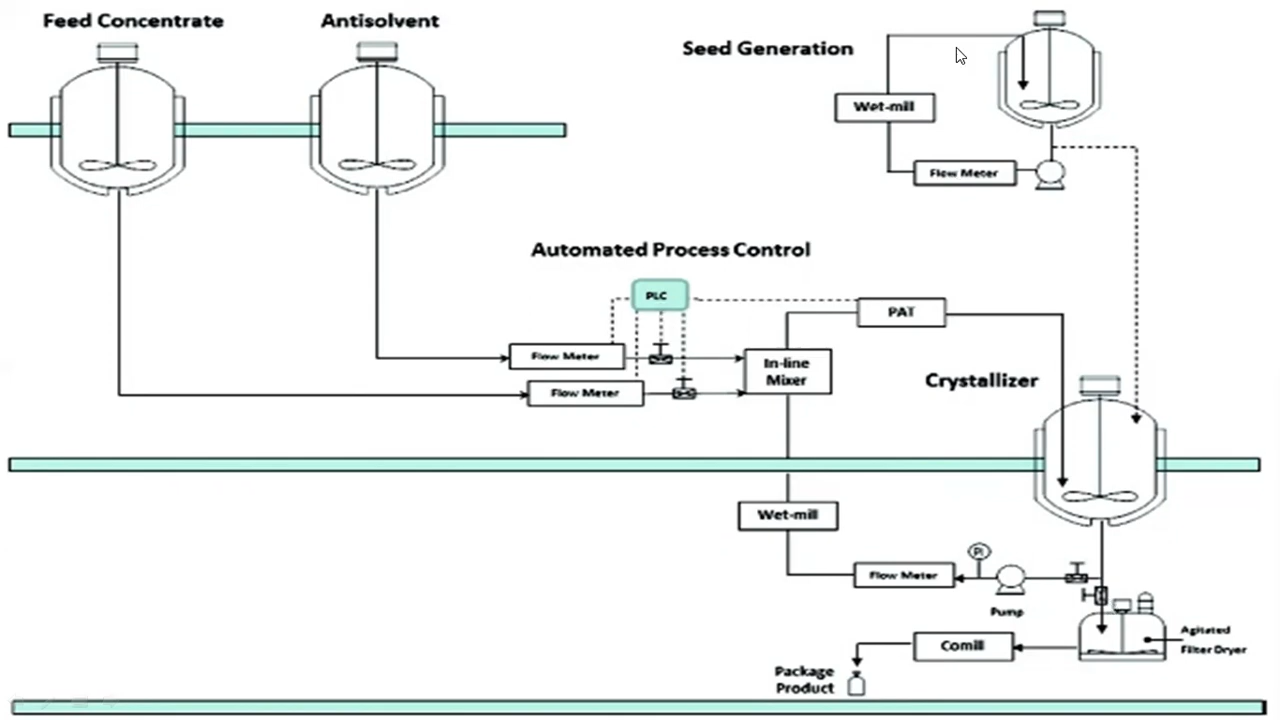 Feed Concentrate
Antisolvent
Seed Generation
Wet-mill
Flow Meter
Automated Process Control
PLC
PAT
Flow Meter
In-line
Mixer
Flow Meter
Crystallizer
Wet-mill
PI
Flow Meter
Pump
Agitated
Filter Dryer
Comill
Package
Product